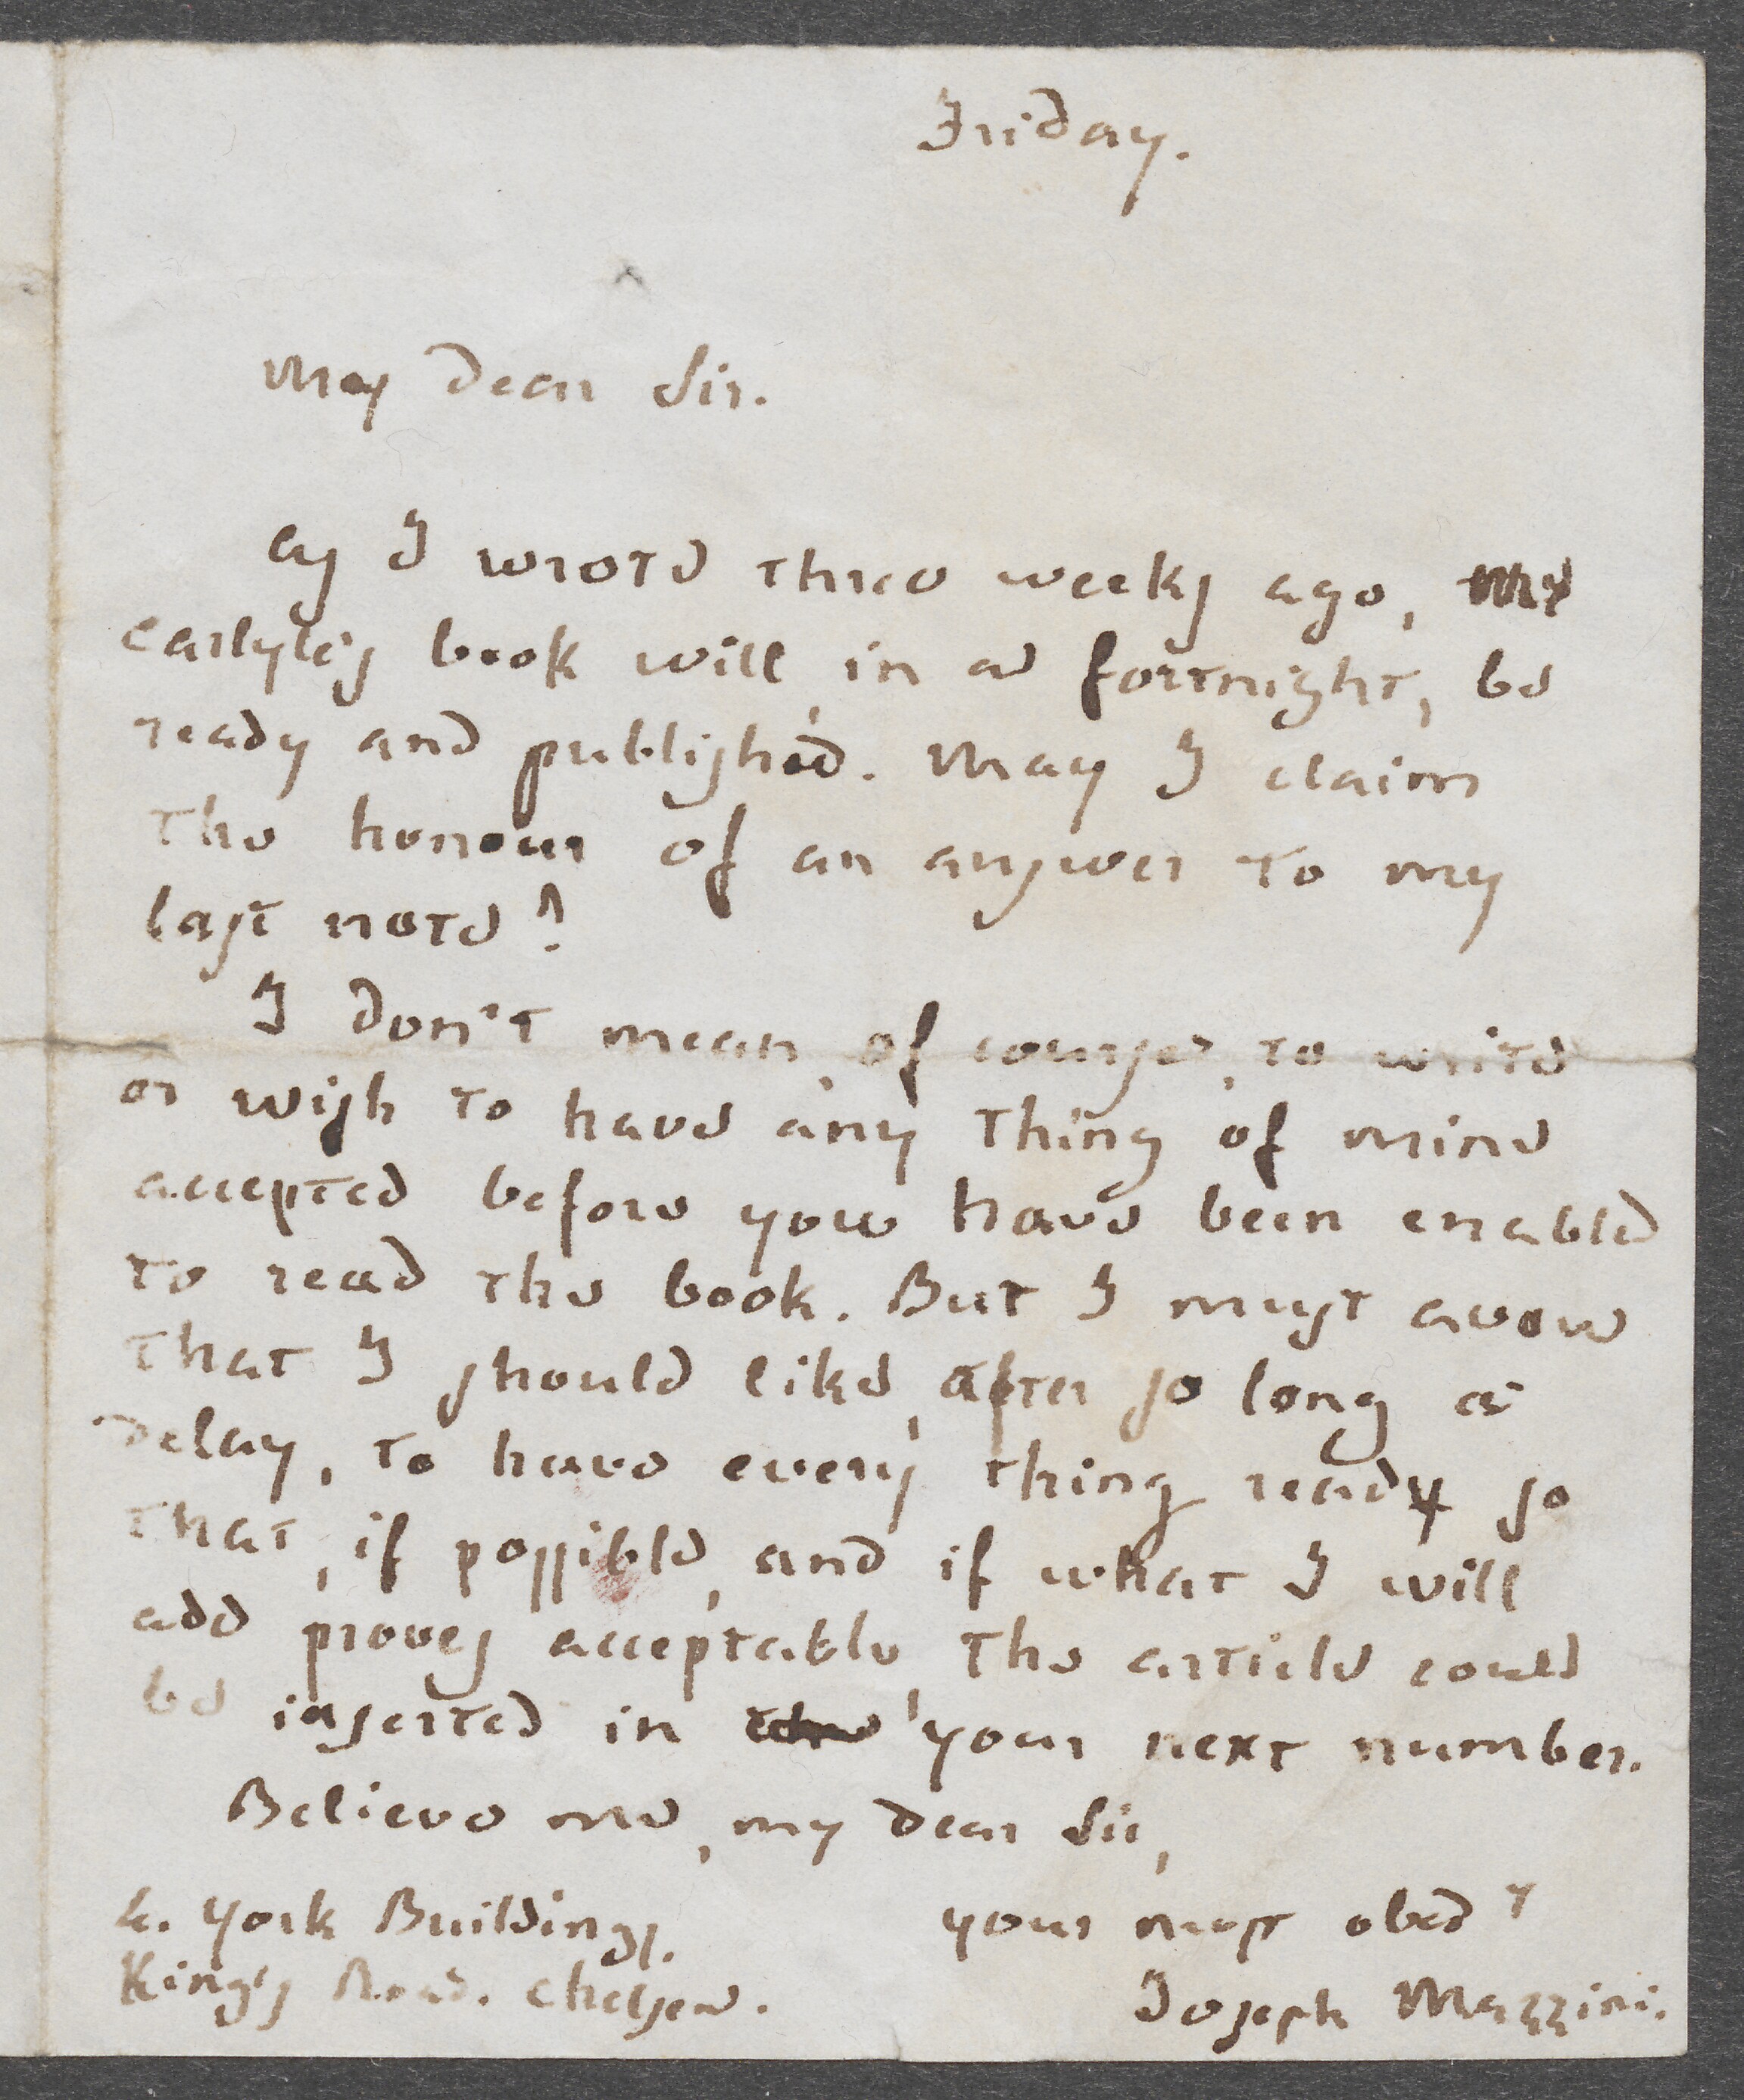 Friday.
My dear Sir.
As I wrote three weeks ago,
Carlyle's book will, in a fortnight, be
ready and published. May I claim
the honour of an answer to my
last note?
I don't mean, of course, to write
or wish to have any thing of mine
accepted before you have been enabled
to read the book. But I must avow
that I should like, after so long a
delay, to have every thing ready so
that, if possible, and if what I will
add proves acceptable, the article could
be inserted in the your next number.
Believe me, my dear Sir,
4. York Buildings. your most obedt
King's Road. Chelsea. Joseph Mazzini.